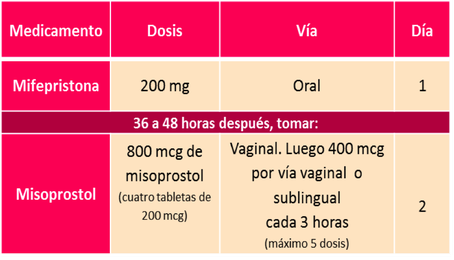 Medicamento Dosis Vía Día
Mifepristona 200 mg Oral 1
36 a 48 horas después, tomar:
Misoprostol
800 mcg de
misoprostol
(cuatro tabletas de
200 mcg)
Vaginal. Luego 400 mcg
por vía vaginal o
sublingual
cada 3 horas
(máximo 5 dosis)
2